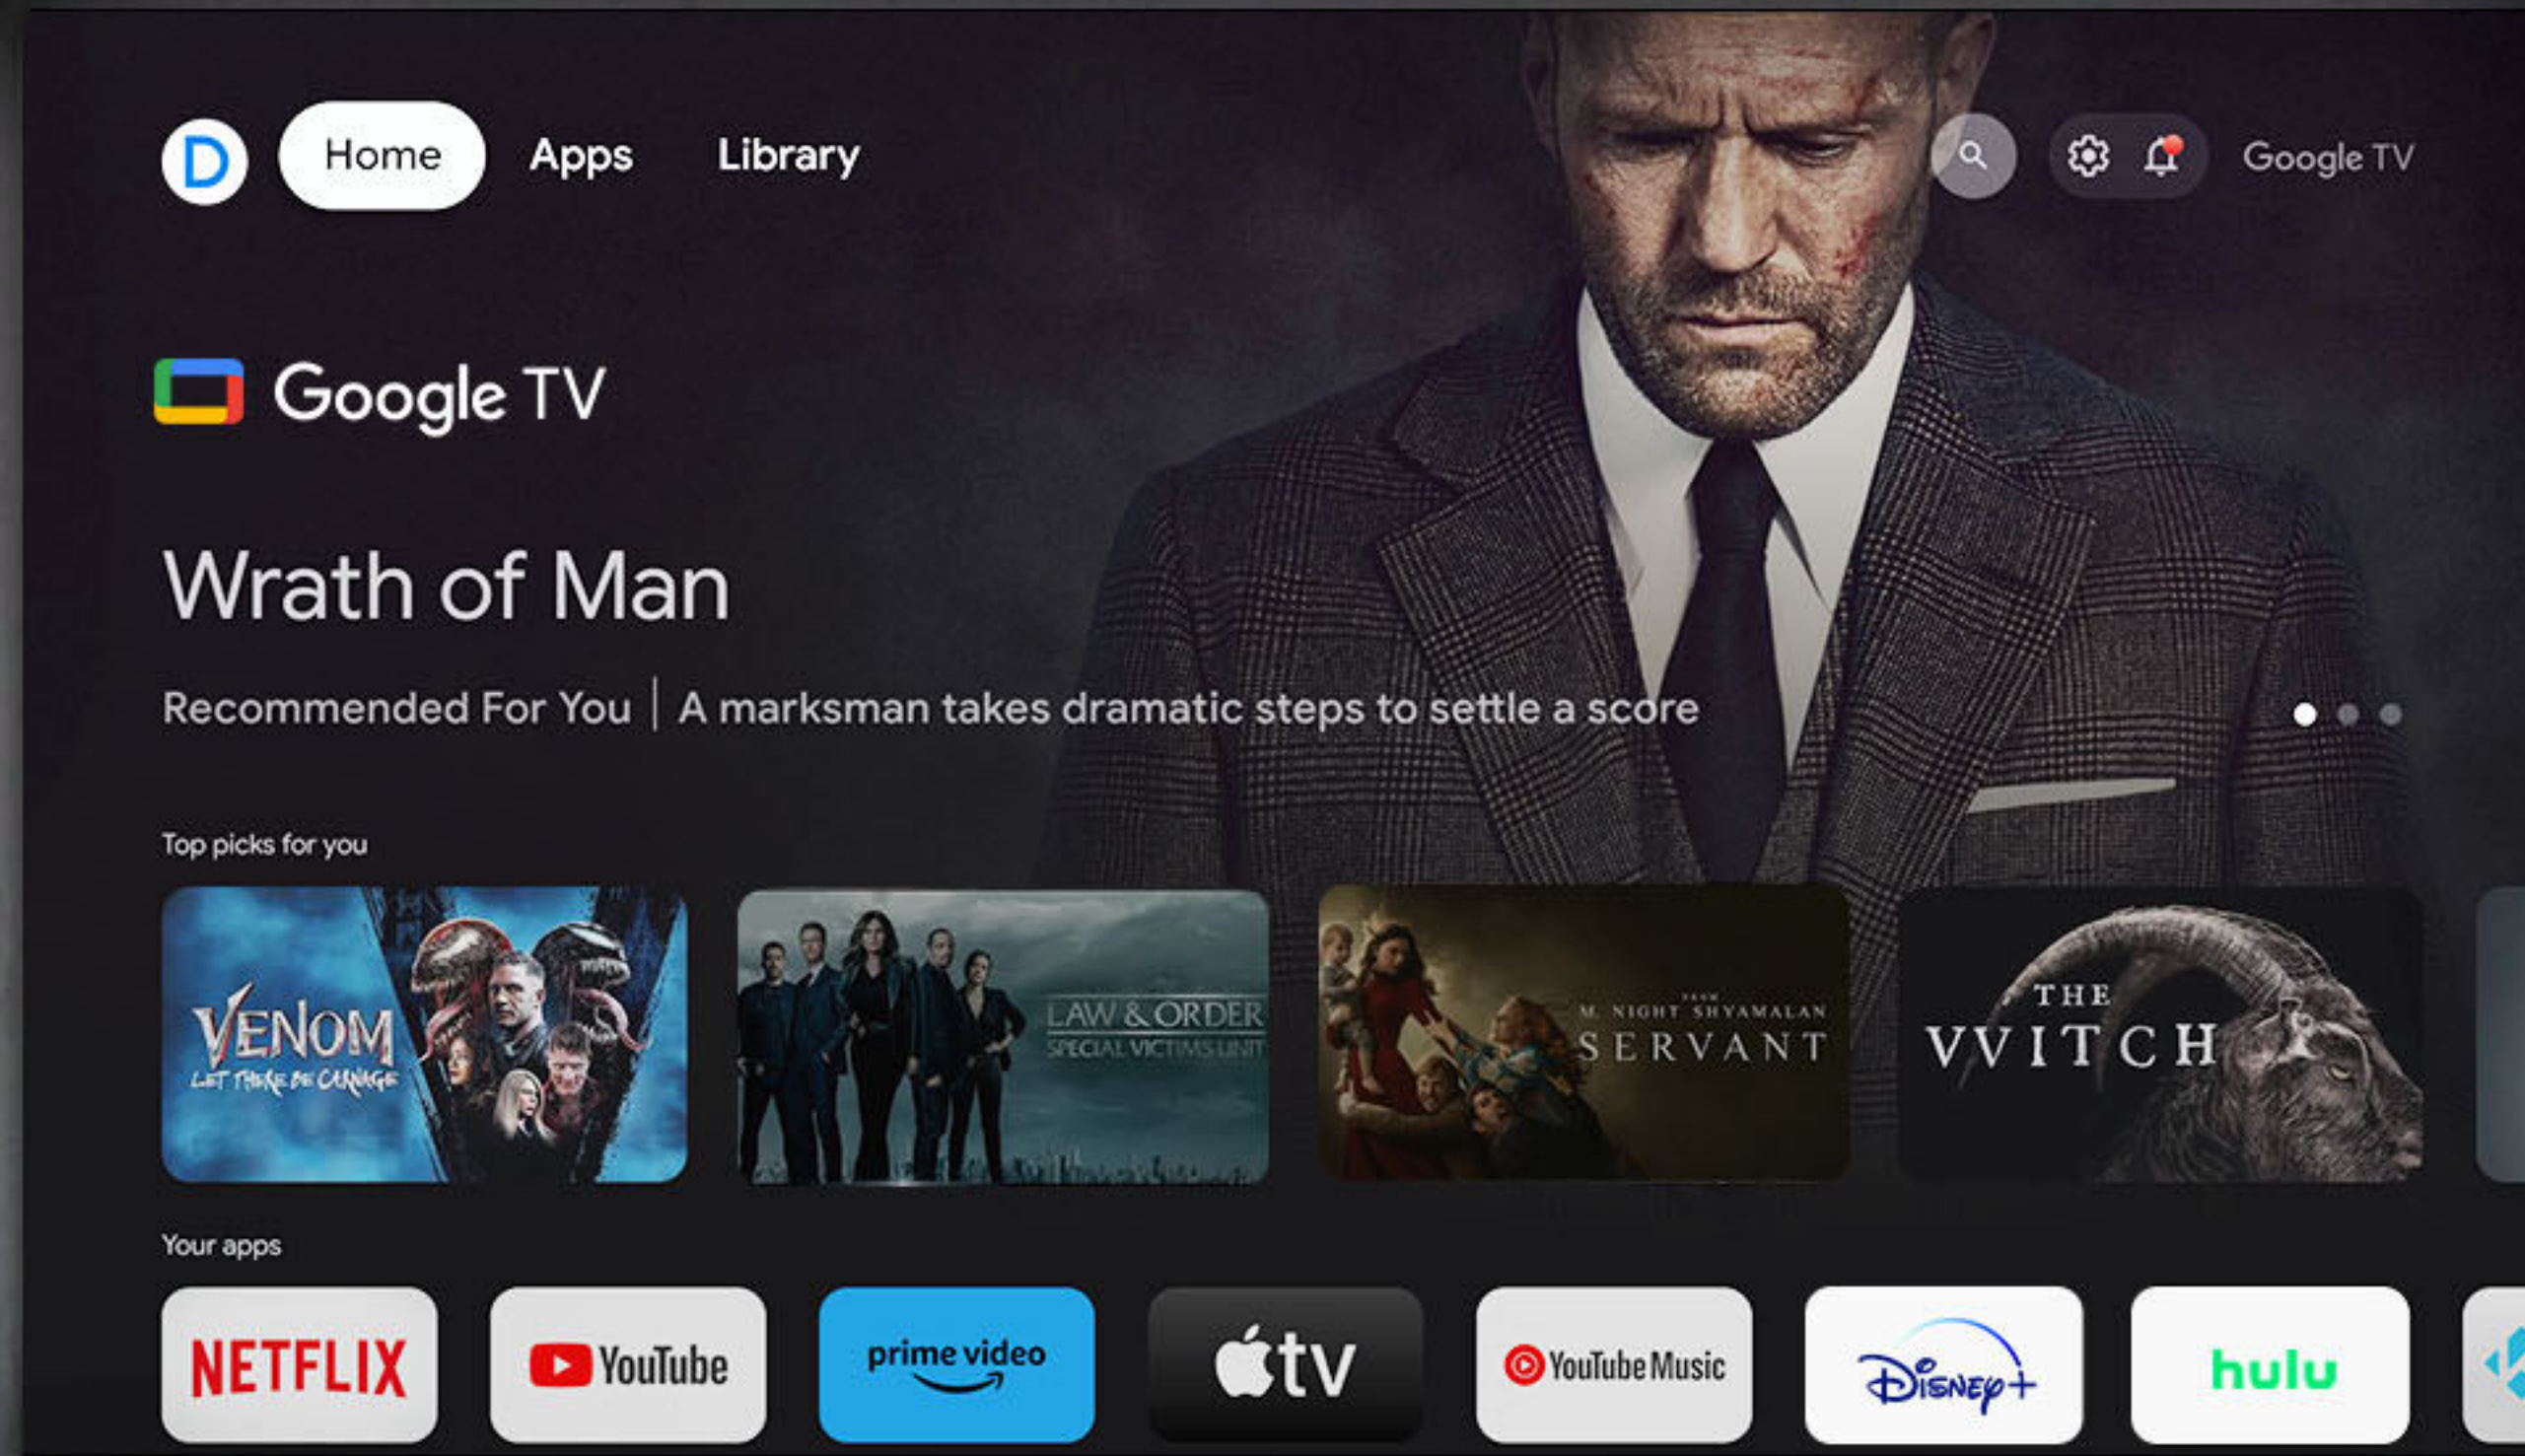 D Home Apps Library Google TV
Google TV
Wrath of Man
Recommended For You | A marksman takes dramatic steps to settle a score
Top picks for you
VENOM
LET THERE BE CARNAGE
LAW & ORDER
SPECIAL VICTIMS UNIT
FROM
M. NIGHT SHYAMALAN
SERVANT
THE
VVITCH
Your apps
NETFLIX YouTube prime video tv YouTube Music Disney+ hulu